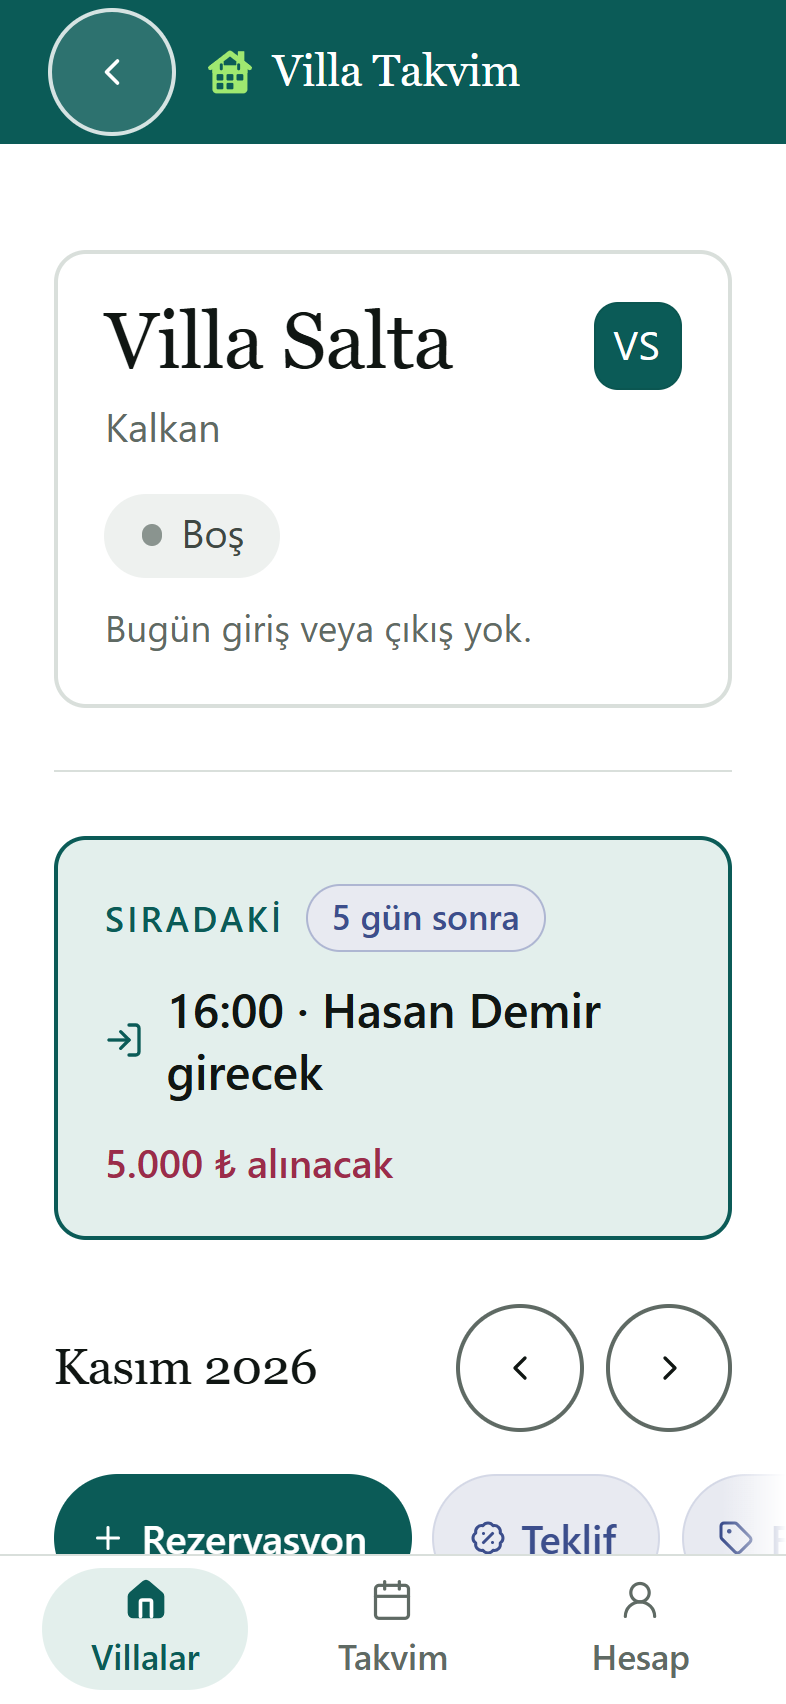 Villa Takvim
Villa Salta
VS
Kalkan
Boş
Bugün giriş veya çıkış yok.
SIRADAKİ
5 gün sonra
16:00 · Hasan Demir
girecek
5.000 ₺ alınacak
Kasım 2026
Rezervasyon
Teklif
Villalar
Takvim
Hesap